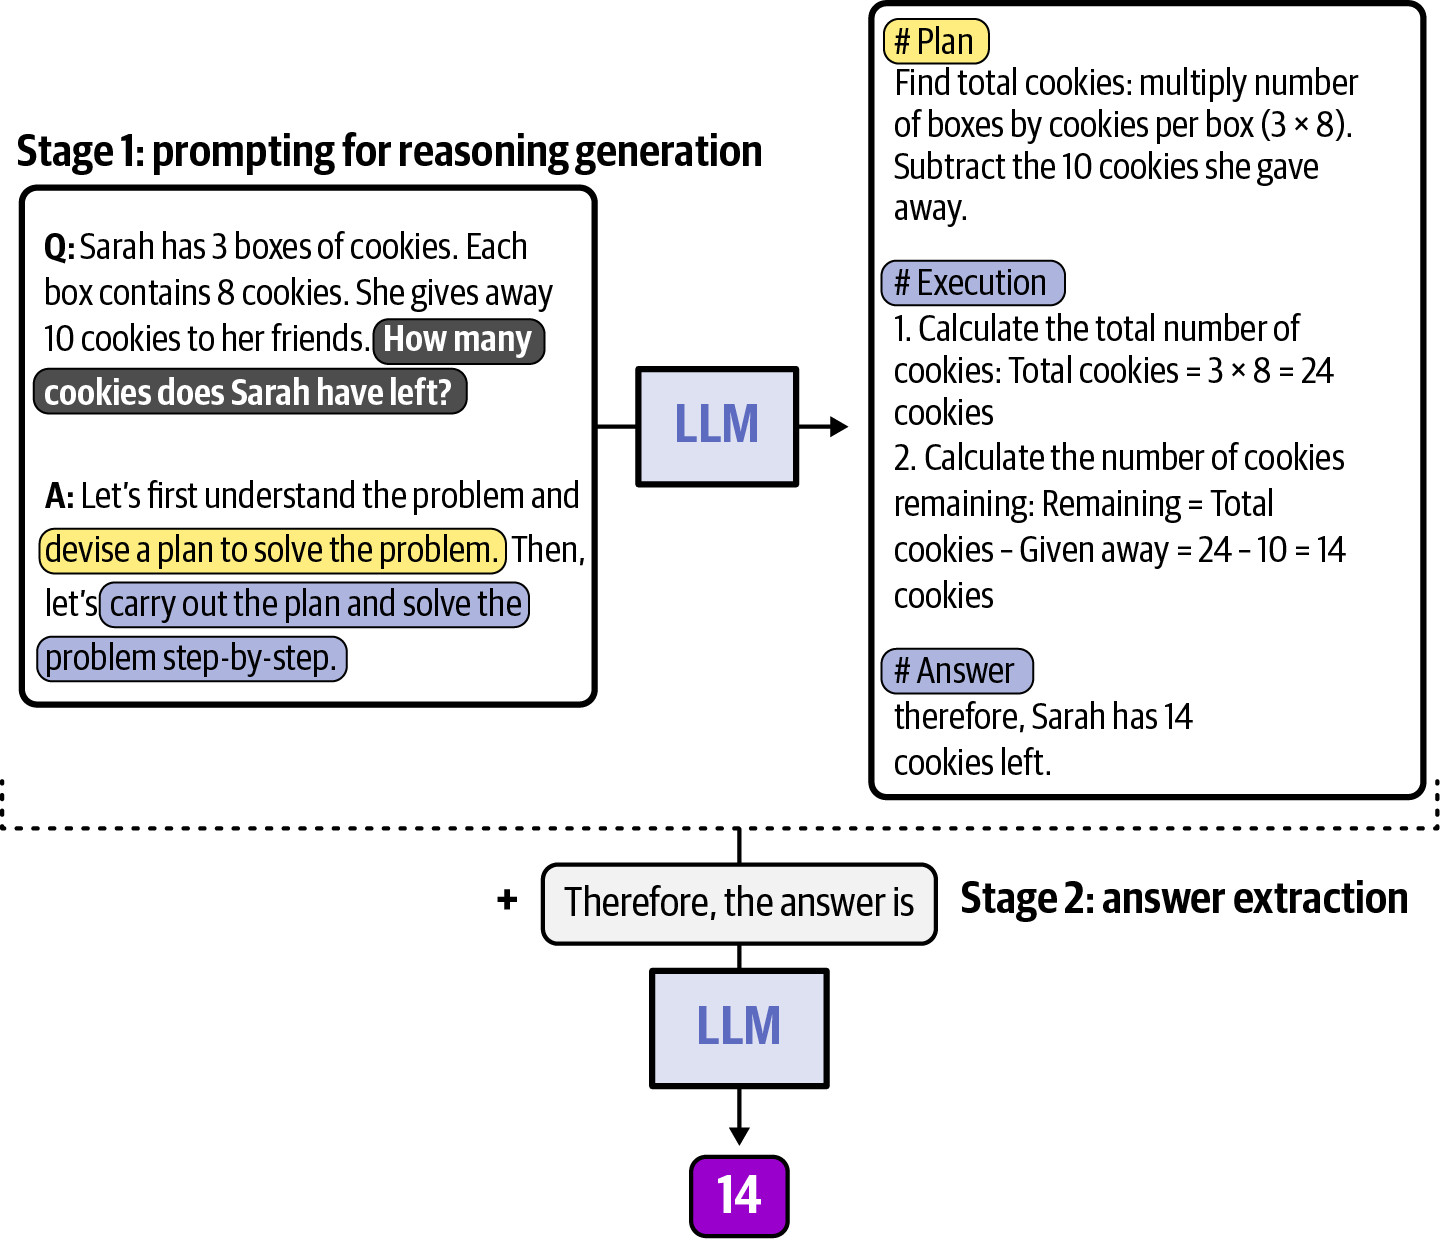 Stage 1: prompting for reasoning generation
Q: Sarah has 3 boxes of cookies. Each
box contains 8 cookies. She gives away
10 cookies to her friends. How many
cookies does Sarah have left?
A: Let’s first understand the problem and
devise a plan to solve the problem. Then,
let’s carry out the plan and solve the
problem step-by-step.
LLM
# Plan
Find total cookies: multiply number
of boxes by cookies per box (3 × 8).
Subtract the 10 cookies she gave
away.
# Execution
1. Calculate the total number of
cookies: Total cookies = 3 × 8 = 24
cookies
2. Calculate the number of cookies
remaining: Remaining = Total
cookies – Given away = 24 – 10 = 14
cookies
# Answer
therefore, Sarah has 14
cookies left.
+ Therefore, the answer is
Stage 2: answer extraction
LLM
14